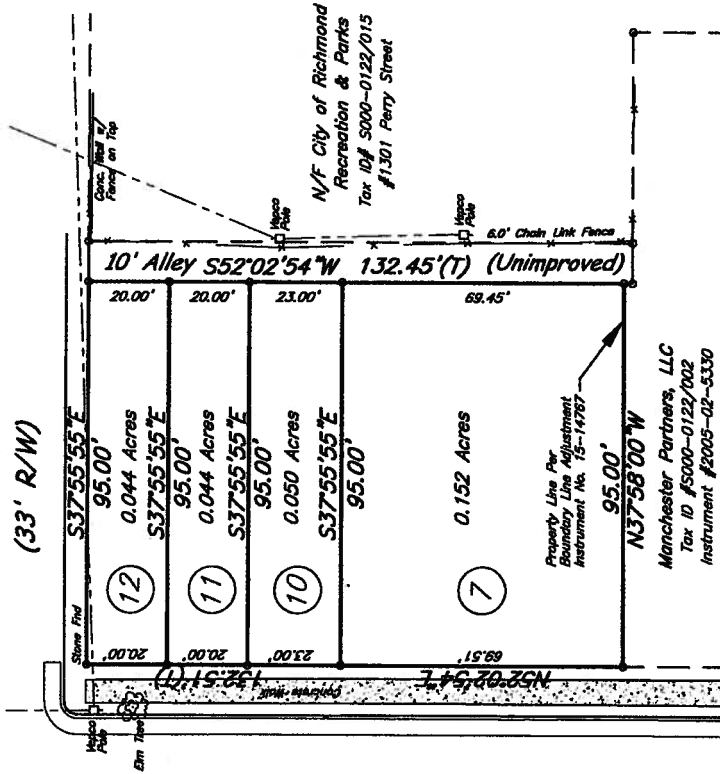 (33' R/W)
Conc. Wall w/
Fence on Top
N/F City of Richmond
Recreation & Parks
Tax ID# S000-0122/015
#1301 Perry Street
Vepco
Pole
Vepco
Pole
6.0' Chain Link Fence
10' Alley S52°02'54"W 132.45'(T) (Unimproved)
20.00'
20.00'
23.00'
69.45'
S37°55'55"E
95.00'
0.044 Acres
S37°55'55"E
95.00'
0.044 Acres
S37°55'55"E
95.00'
0.050 Acres
S37°55'55"E
95.00'
0.152 Acres
12
11
10
7
Property Line Per
Boundary Line Adjustment
Instrument No. 15-14767
95.00'
N37°58'00"W
Manchester Partners, LLC
Tax ID #S000-0122/002
Instrument #2005-02-5330
Stone Fnd
20.00'
20.00'
23.00'
69.51'
132.51'(T)
N52°02'54"E
Concrete Walk
Vepco
Pole
Elm Tree